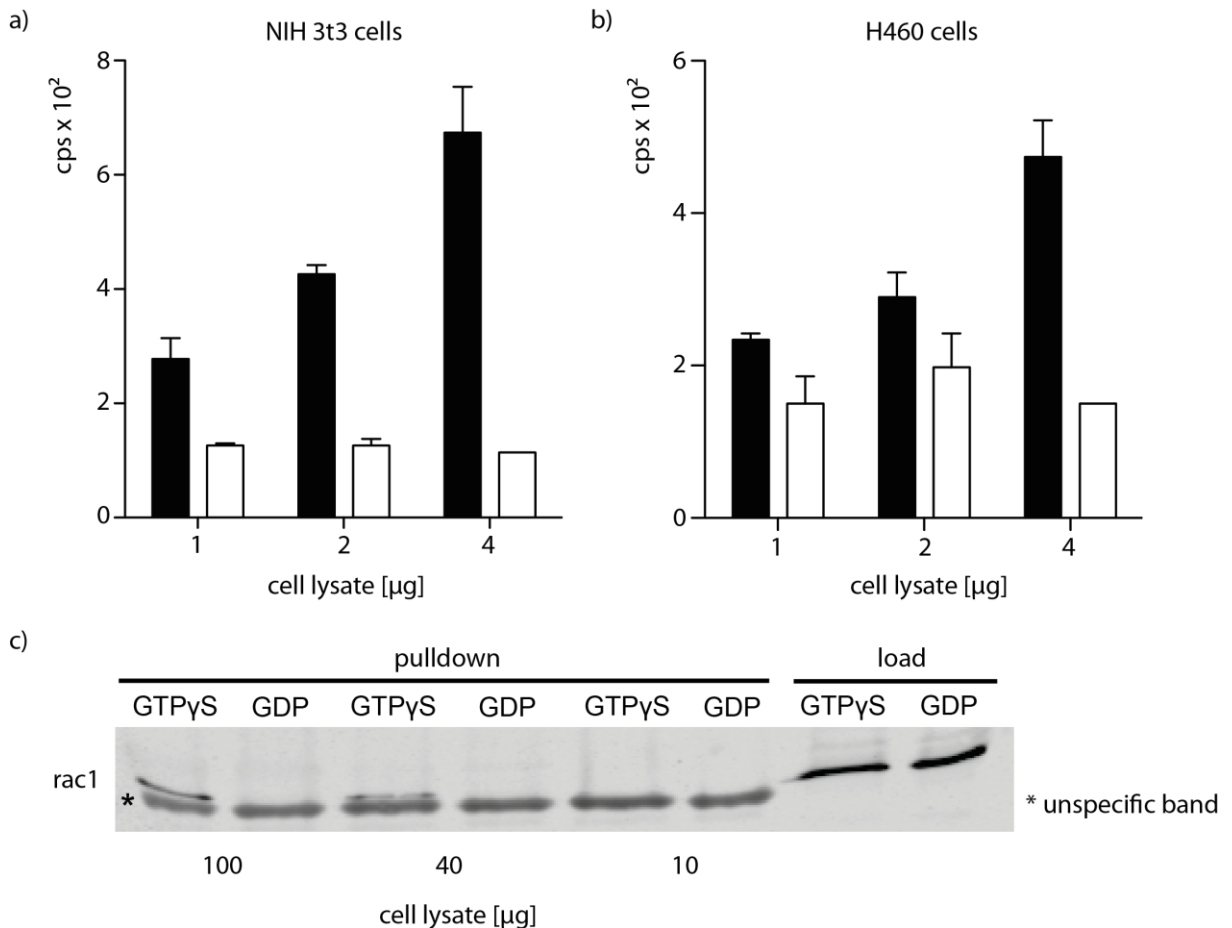 a)
NIH 3t3 cells
cps x 10²
8
6
4
2
0
1 2 4
cell lysate [µg]
b)
H460 cells
cps x 10²
6
4
2
0
1 2 4
cell lysate [µg]
c)
pulldown load
GTPγS GDP GTPγS GDP GTPγS GDP GTPγS GDP
rac1
* * unspecific band
100 40 10
cell lysate [µg]